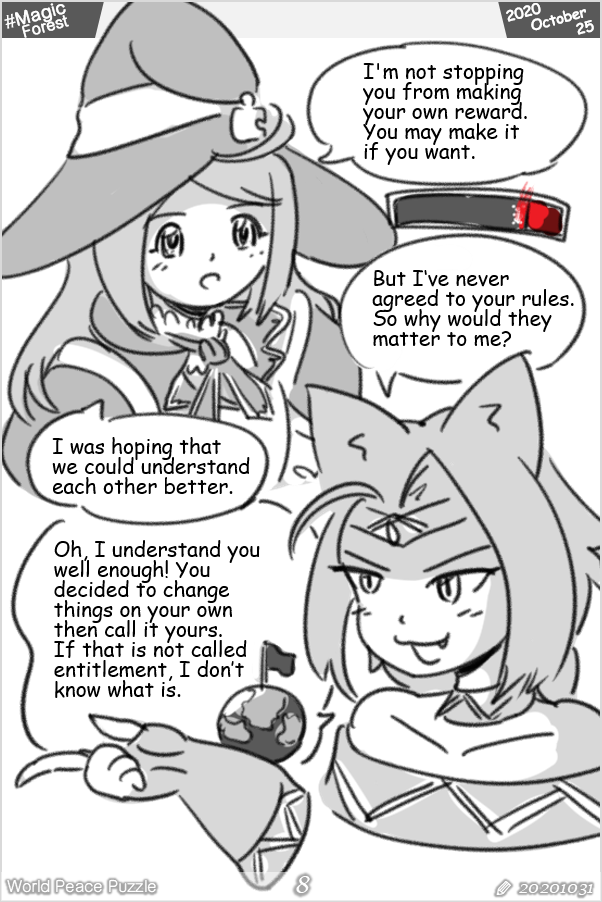 #Magic
Forest
2020
October
25
I'm not stopping
you from making
your own reward.
You may make it
if you want.
But I've never
agreed to your rules.
So why would they
matter to me?
I was hoping that
we could understand
each other better.
Oh, I understand you
well enough! You
decided to change
things on your own
then call it yours.
If that is not called
entitlement, I don't
know what is.
World Peace Puzzle
8
20201031